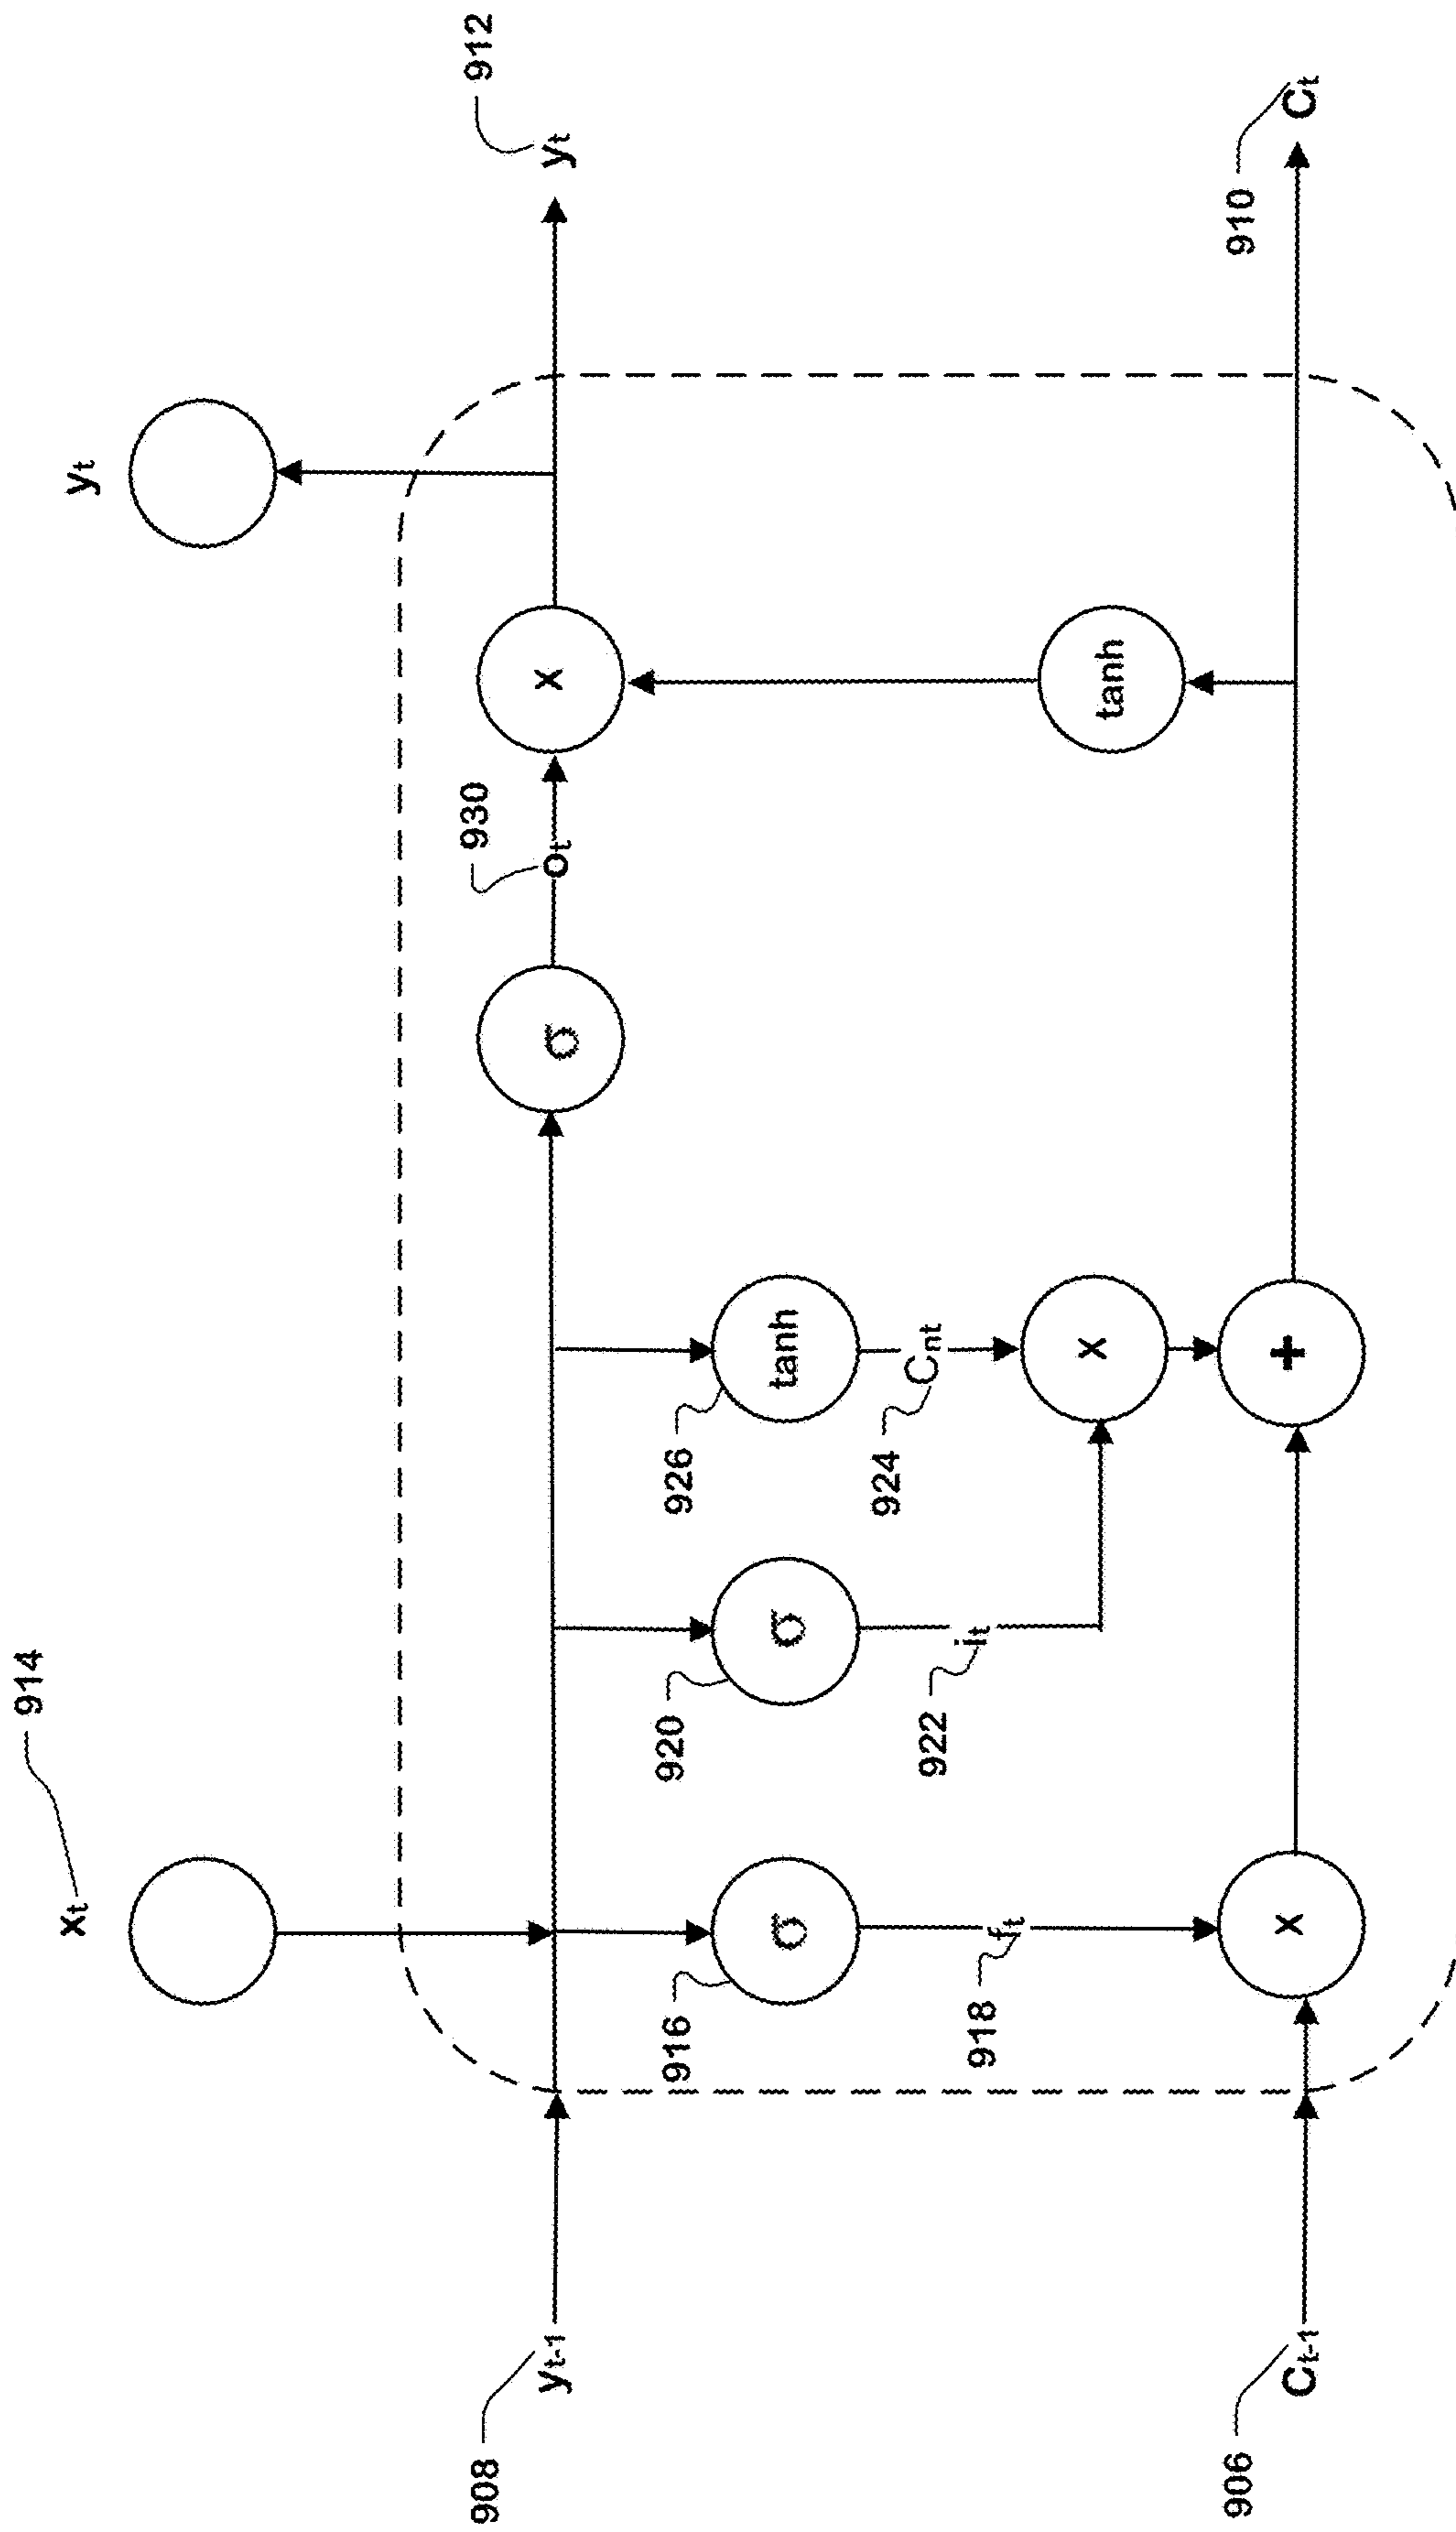 914
xt
yt
908
930
912
yt-1
σ
ot
x
yt
916
920
926
σ
σ
tanh
924
Cnt
922
it
918
ft
x
tanh
906
910
Ct-1
x
+
Ct